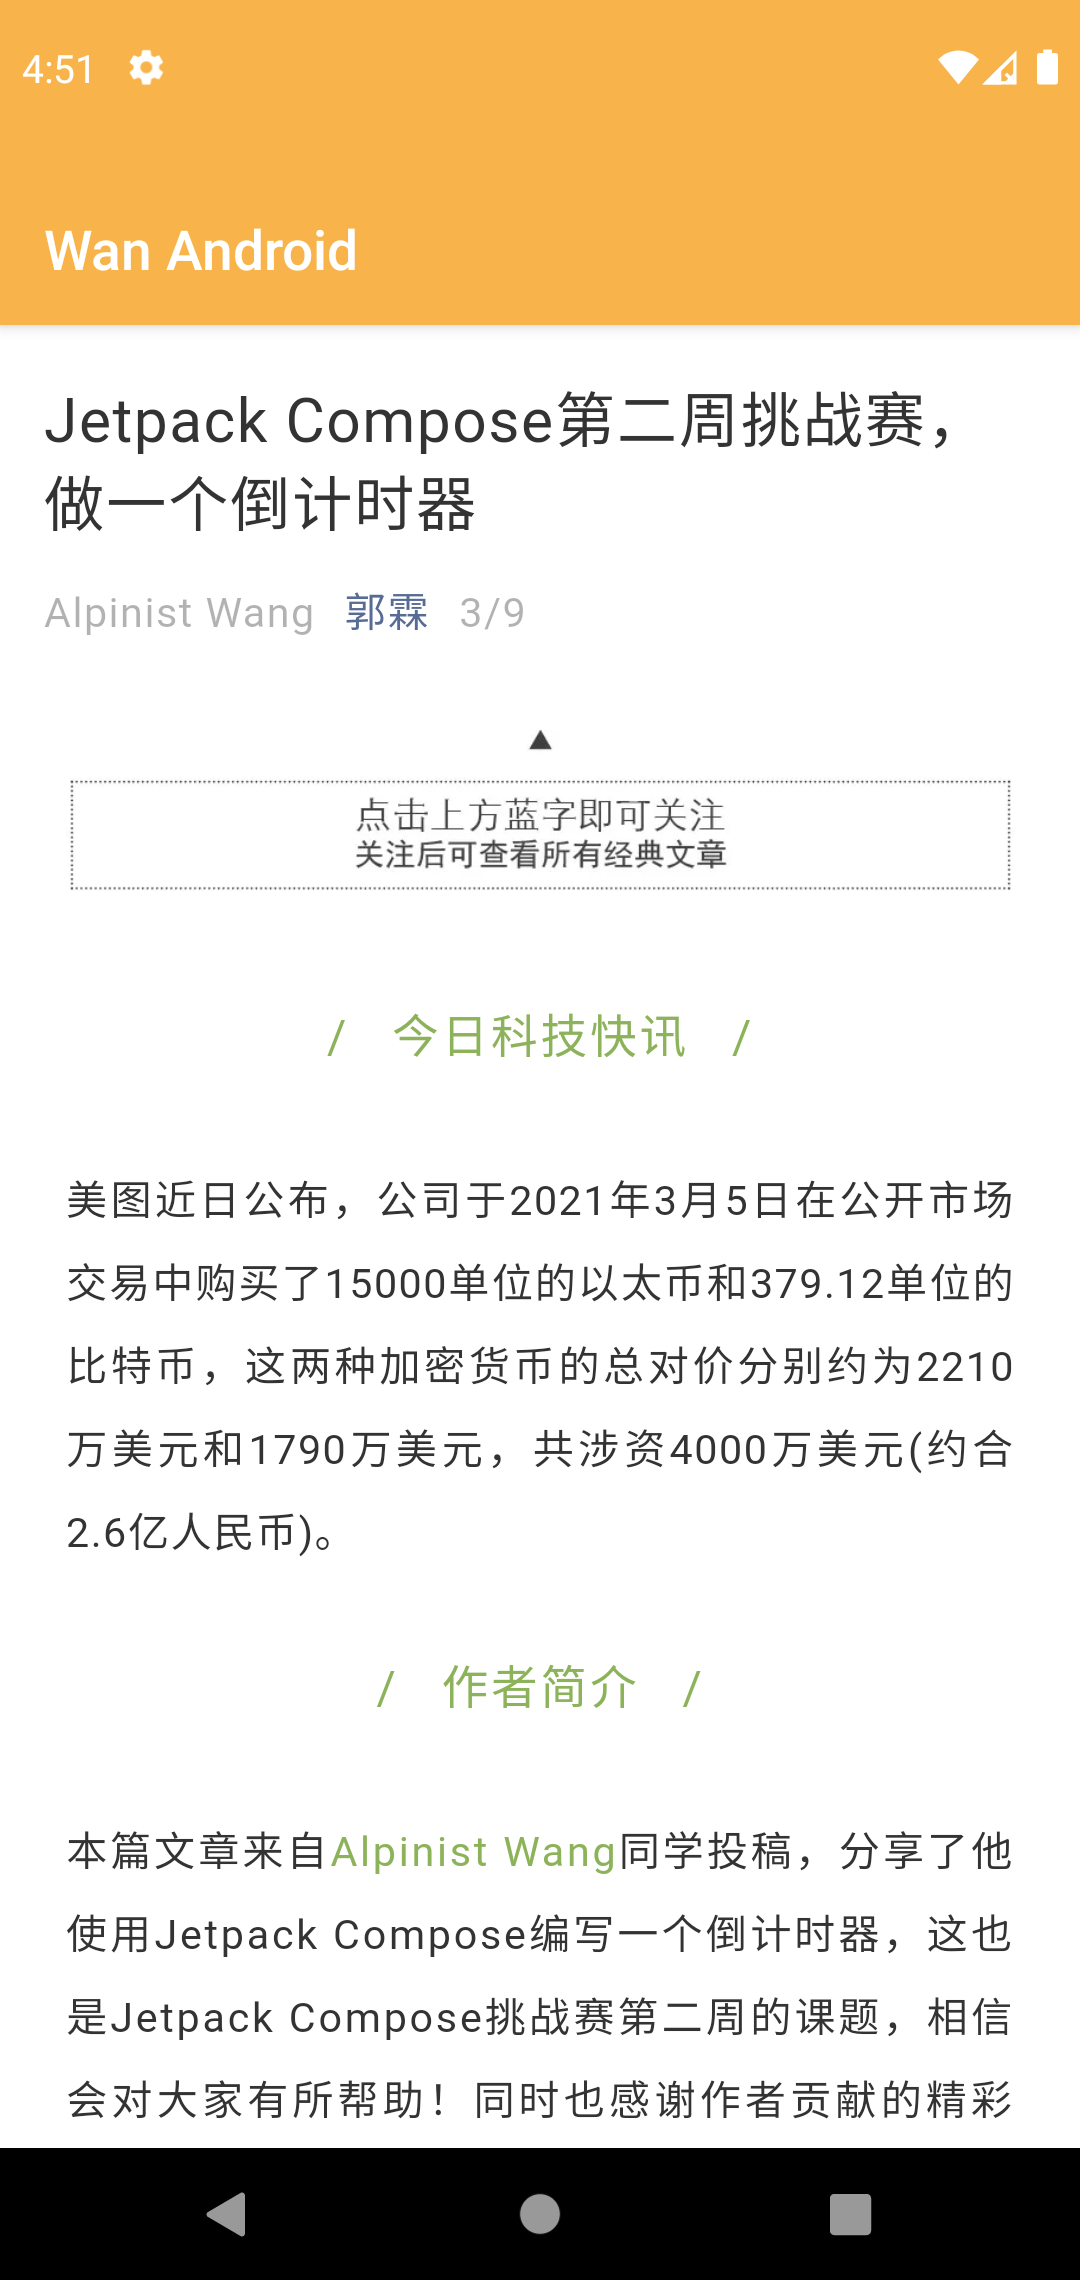 4:51
Wan Android
Jetpack Compose第二周挑战赛，
做一个倒计时器
Alpinist Wang 郭霖 3/9
▲
点击上方蓝字即可关注
关注后可查看所有经典文章
/ 今日科技快讯 /
美图近日公布，公司于2021年3月5日在公开市场
交易中购买了15000单位的以太币和379.12单位的
比特币，这两种加密货币的总对价分别约为2210
万美元和1790万美元，共涉资4000万美元(约合
2.6亿人民币)。
/ 作者简介 /
本篇文章来自Alpinist Wang同学投稿，分享了他
使用Jetpack Compose编写一个倒计时器，这也
是Jetpack Compose挑战赛第二周的课题，相信
会对大家有所帮助！同时也感谢作者贡献的精彩